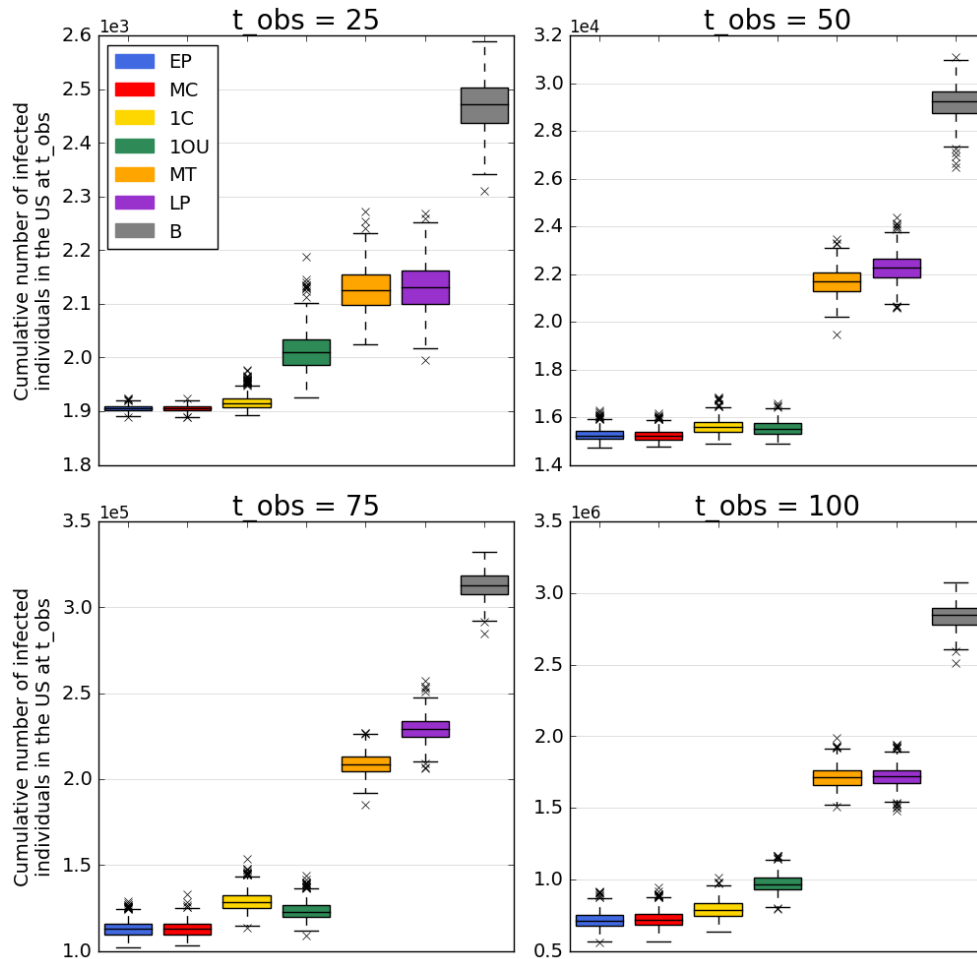 t_obs = 25
1e3
2.6
2.5
2.4
2.3
2.2
2.1
2.0
1.9
1.8
Cumulative number of infected
individuals in the US at t_obs
EP
MC
1C
1OU
MT
LP
B
t_obs = 50
1e4
3.2
3.0
2.8
2.6
2.4
2.2
2.0
1.8
1.6
1.4
t_obs = 75
1e5
3.5
3.0
2.5
2.0
1.5
1.0
Cumulative number of infected
individuals in the US at t_obs
t_obs = 100
1e6
3.5
3.0
2.5
2.0
1.5
1.0
0.5